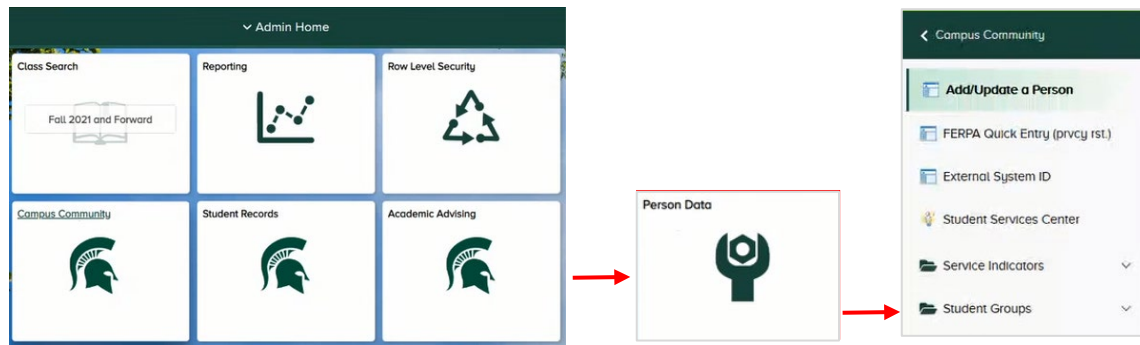 Admin Home
Class Search
Reporting
Row Level Security
Fall 2021 and Forward
Campus Community
Student Records
Academic Advising
Person Data
Campus Community
Add/Update a Person
FERPA Quick Entry (prvcy rst.)
External System ID
Student Services Center
Service Indicators
Student Groups